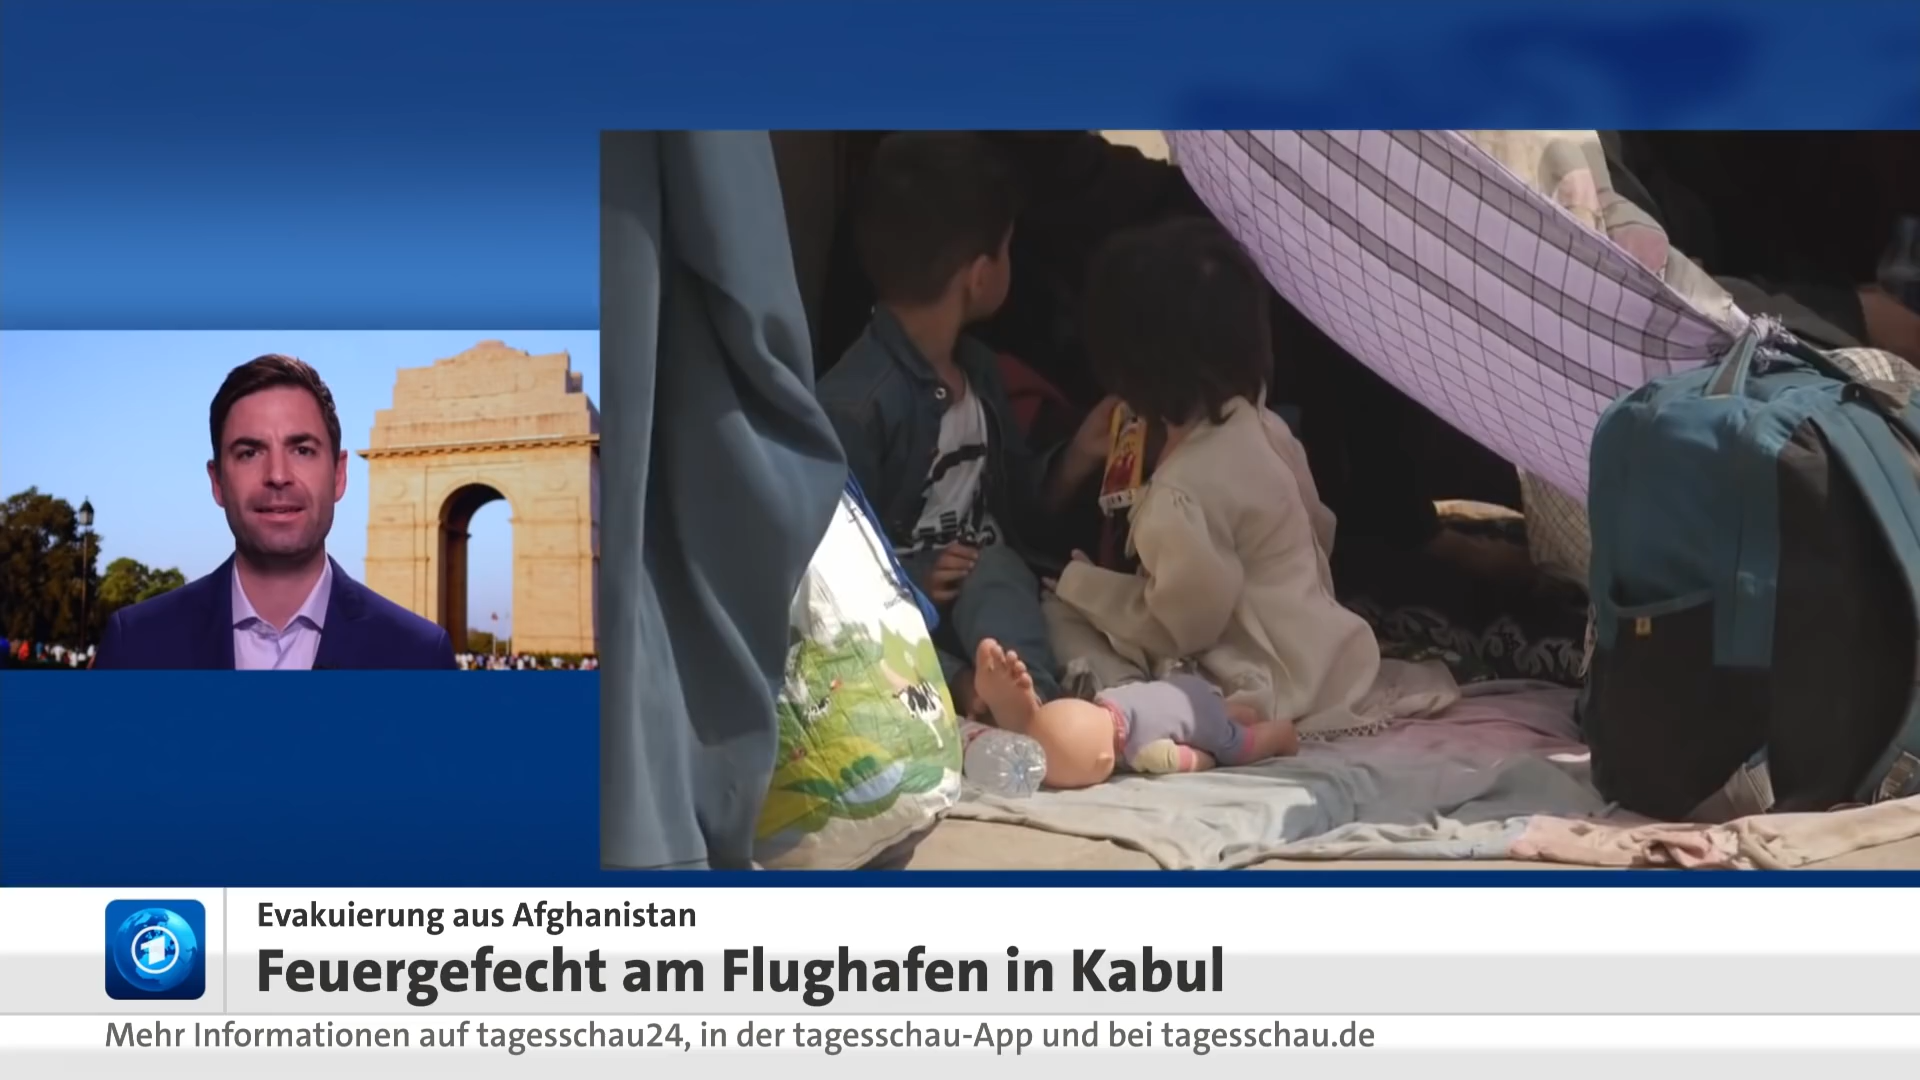 Evakuierung aus Afghanistan
Feuergefecht am Flughafen in Kabul
Mehr Informationen auf tagesschau24, in der tagesschau-App und bei tagesschau.de